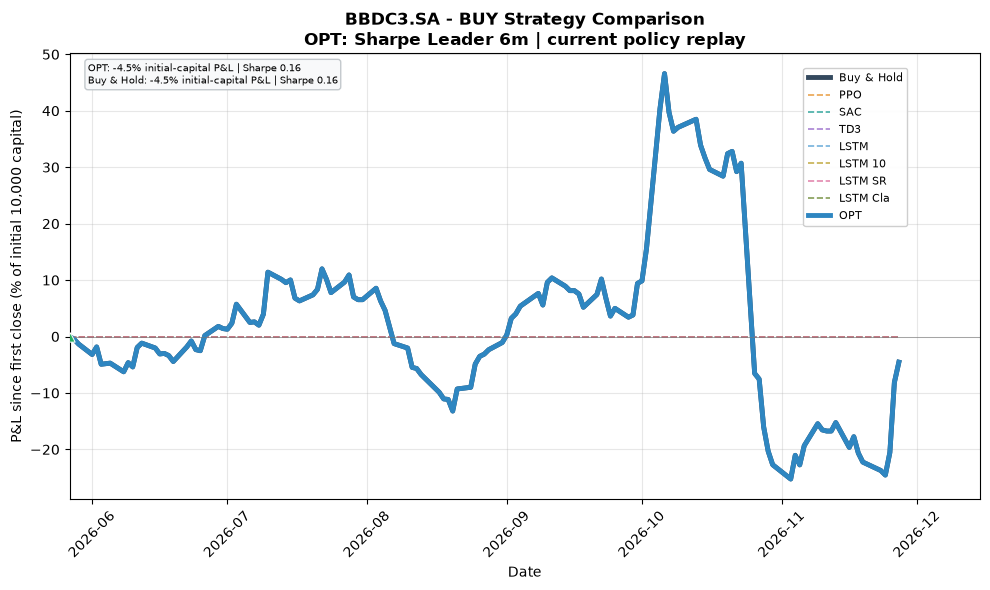 BBDC3.SA - BUY Strategy Comparison
OPT: Sharpe Leader 6m | current policy replay
OPT: -4.5% initial-capital P&L | Sharpe 0.16
Buy & Hold: -4.5% initial-capital P&L | Sharpe 0.16
Buy & Hold
PPO
SAC
TD3
LSTM
LSTM 10
LSTM SR
LSTM Cla
OPT
P&L since first close (% of initial 10,000 capital)
50
40
30
20
10
0
−10
−20
2026-06
2026-07
2026-08
2026-09
2026-10
2026-11
2026-12
Date